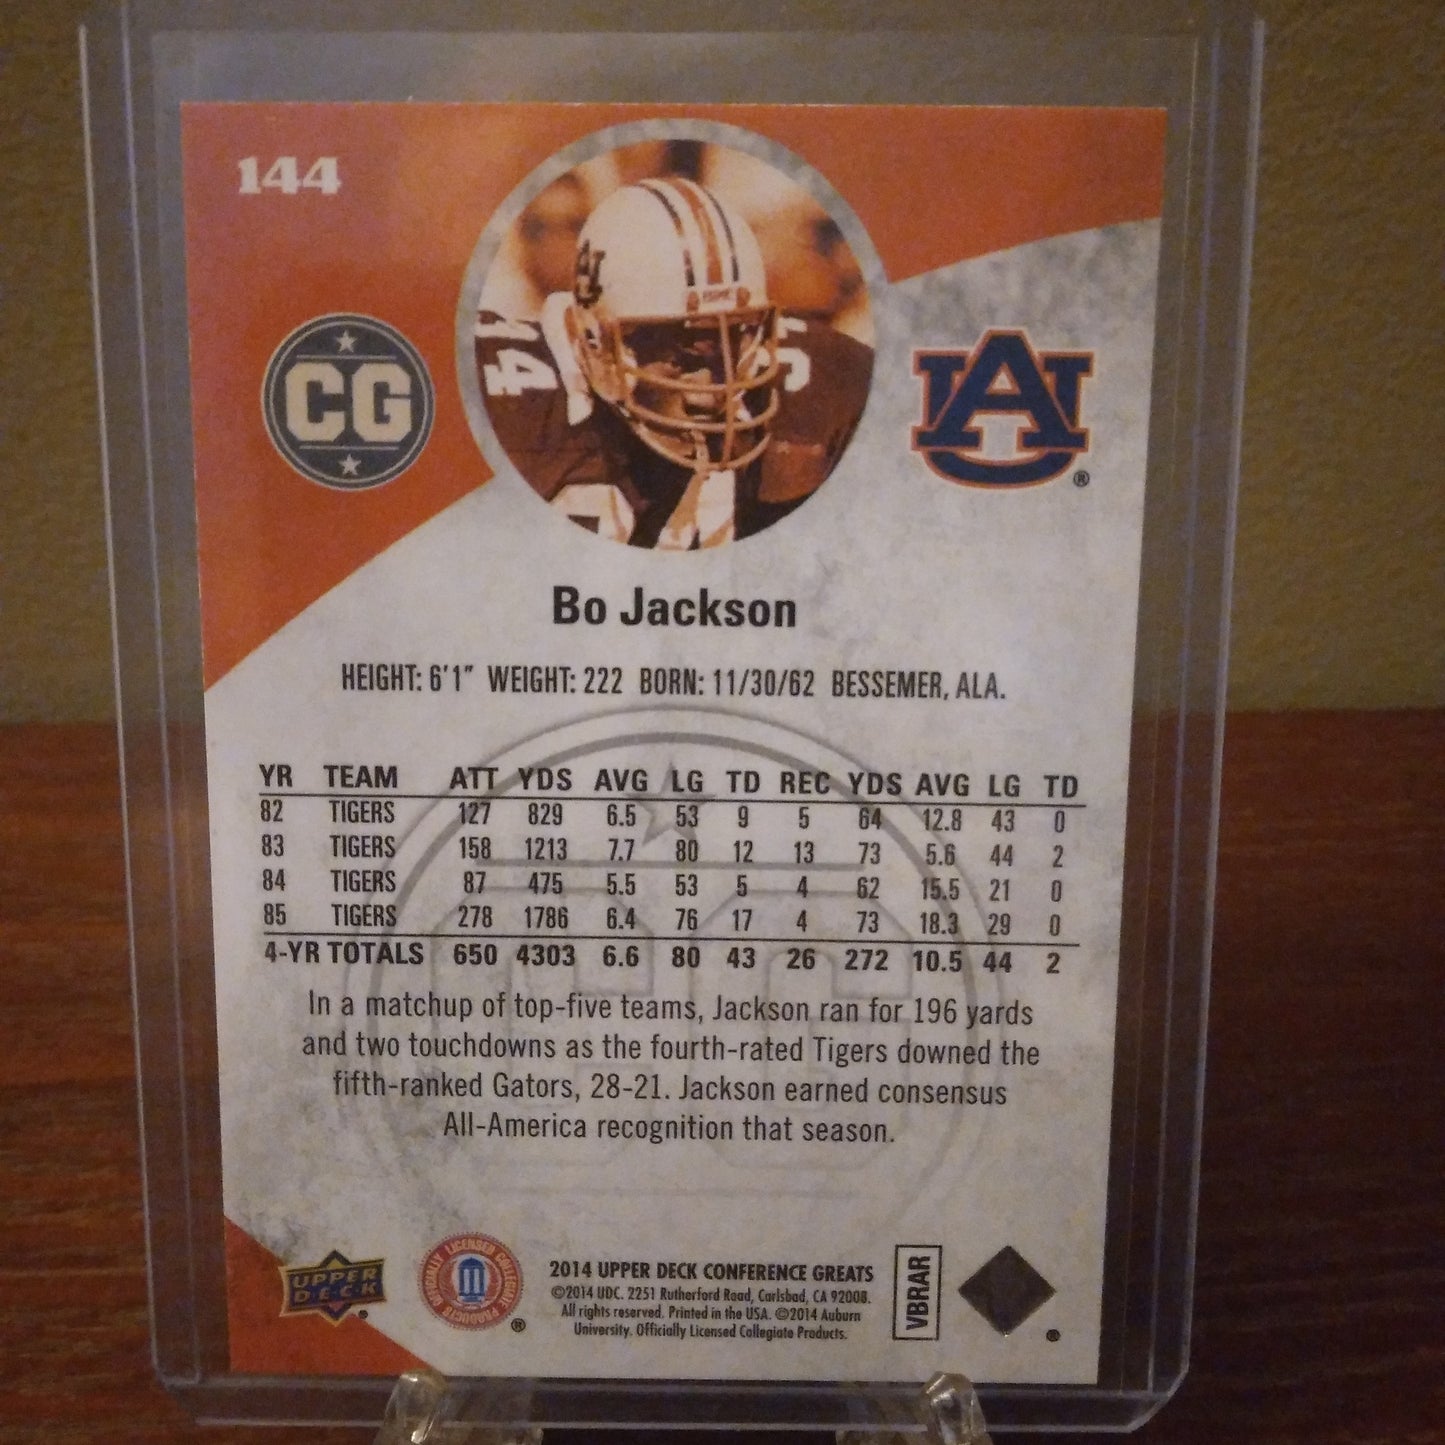 144
CG
AU
®
Bo Jackson
HEIGHT: 6'1" WEIGHT: 222 BORN: 11/30/62 BESSEMER, ALA.
YR TEAM ATT YDS AVG LG TD REC YDS AVG LG TD
82 TIGERS 127 829 6.5 53 9 5 64 12.8 43 0
83 TIGERS 158 1213 7.7 80 12 13 73 5.6 44 2
84 TIGERS 87 475 5.5 53 5 4 62 15.5 21 0
85 TIGERS 278 1786 6.4 76 17 4 73 18.3 29 0
4-YR TOTALS 650 4303 6.6 80 43 26 272 10.5 44 2
In a matchup of top-five teams, Jackson ran for 196 yards
and two touchdowns as the fourth-rated Tigers downed the
fifth-ranked Gators, 28-21. Jackson earned consensus
All-America recognition that season.
UPPER
DECK
®
OFFICIALLY LICENSED COLLEGIATE PRODUCTS
®
2014 UPPER DECK CONFERENCE GREATS
©2014 UDC. 2251 Rutherford Road, Carlsbad, CA 92008.
All rights reserved. Printed in the USA. ©2014 Auburn
University. Officially Licensed Collegiate Products.
VBRAR
®